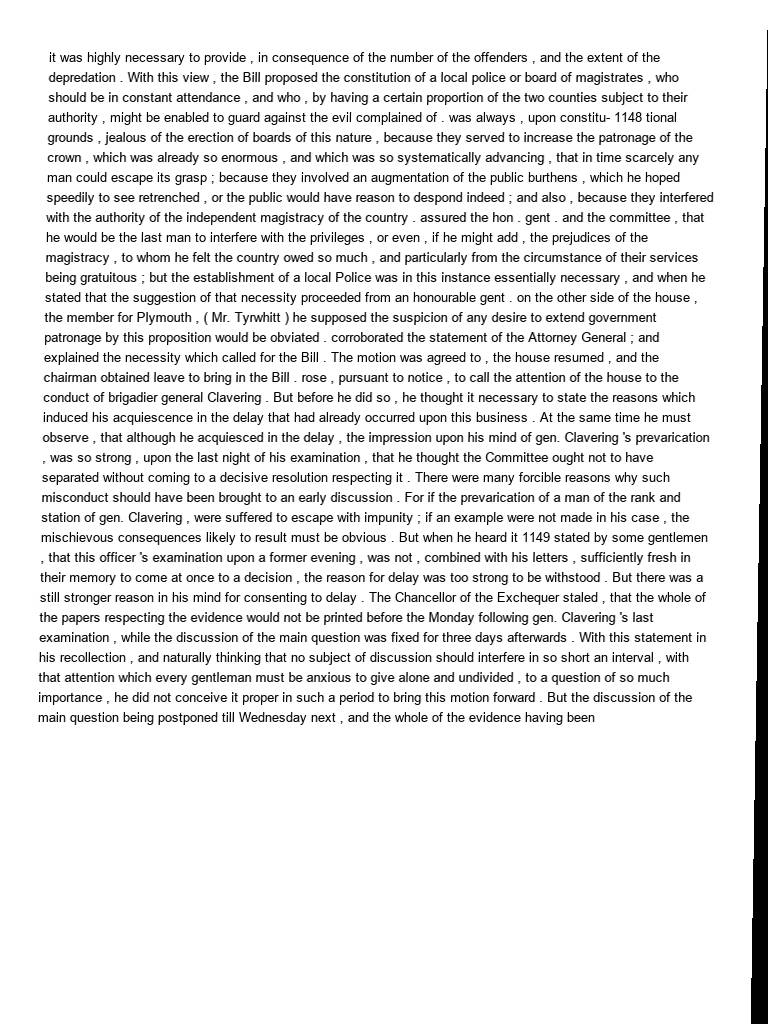 it was highly necessary to provide , in consequence of the number of the offenders , and the extent of the
depredation . With this view , the Bill proposed the constitution of a local police or board of magistrates , who
should be in constant attendance , and who , by having a certain proportion of the two counties subject to their
authority , might be enabled to guard against the evil complained of . was always , upon constitu- 1148 tional
grounds , jealous of the erection of boards of this nature , because they served to increase the patronage of the
crown , which was already so enormous , and which was so systematically advancing , that in time scarcely any
man could escape its grasp ; because they involved an augmentation of the public burthens , which he hoped
speedily to see retrenched , or the public would have reason to despond indeed ; and also , because they interfered
with the authority of the independent magistracy of the country . assured the hon . gent . and the committee , that
he would be the last man to interfere with the privileges , or even , if he might add , the prejudices of the
magistracy , to whom he felt the country owed so much , and particularly from the circumstance of their services
being gratuitous ; but the establishment of a local Police was in this instance essentially necessary , and when he
stated that the suggestion of that necessity proceeded from an honourable gent . on the other side of the house ,
the member for Plymouth , ( Mr. Tyrwhitt ) he supposed the suspicion of any desire to extend government
patronage by this proposition would be obviated . corroborated the statement of the Attorney General ; and
explained the necessity which called for the Bill . The motion was agreed to , the house resumed , and the
chairman obtained leave to bring in the Bill . rose , pursuant to notice , to call the attention of the house to the
conduct of brigadier general Clavering . But before he did so , he thought it necessary to state the reasons which
induced his acquiescence in the delay that had already occurred upon this business . At the same time he must
observe , that although he acquiesced in the delay , the impression upon his mind of gen. Clavering 's prevarication
, was so strong , upon the last night of his examination , that he thought the Committee ought not to have
separated without coming to a decisive resolution respecting it . There were many forcible reasons why such
misconduct should have been brought to an early discussion . For if the prevarication of a man of the rank and
station of gen. Clavering , were suffered to escape with impunity ; if an example were not made in his case , the
mischievous consequences likely to result must be obvious . But when he heard it 1149 stated by some gentlemen
, that this officer 's examination upon a former evening , was not , combined with his letters , sufficiently fresh in
their memory to come at once to a decision , the reason for delay was too strong to be withstood . But there was a
still stronger reason in his mind for consenting to delay . The Chancellor of the Exchequer staled , that the whole of
the papers respecting the evidence would not be printed before the Monday following gen. Clavering 's last
examination , while the discussion of the main question was fixed for three days afterwards . With this statement in
his recollection , and naturally thinking that no subject of discussion should interfere in so short an interval , with
that attention which every gentleman must be anxious to give alone and undivided , to a question of so much
importance , he did not conceive it proper in such a period to bring this motion forward . But the discussion of the
main question being postponed till Wednesday next , and the whole of the evidence having been